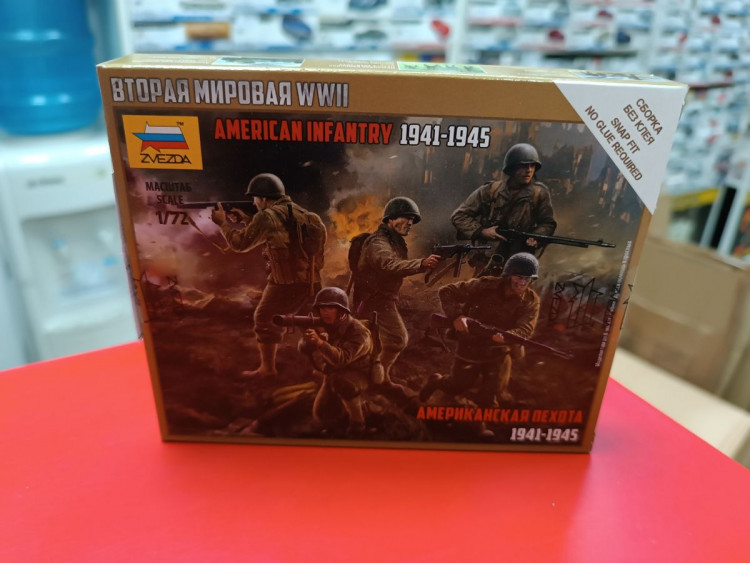 ВТОРАЯ МИРОВАЯ WWII
СБОРКА
БЕЗ КЛЕЯ
SNAP FIT
NO GLUE REQUIRED
ZVEZDA
TM
AMERICAN INFANTRY 1941-1945
МАСШТАБ
SCALE
1/72
АМЕРИКАНСКАЯ ПЕХОТА
1941-1945